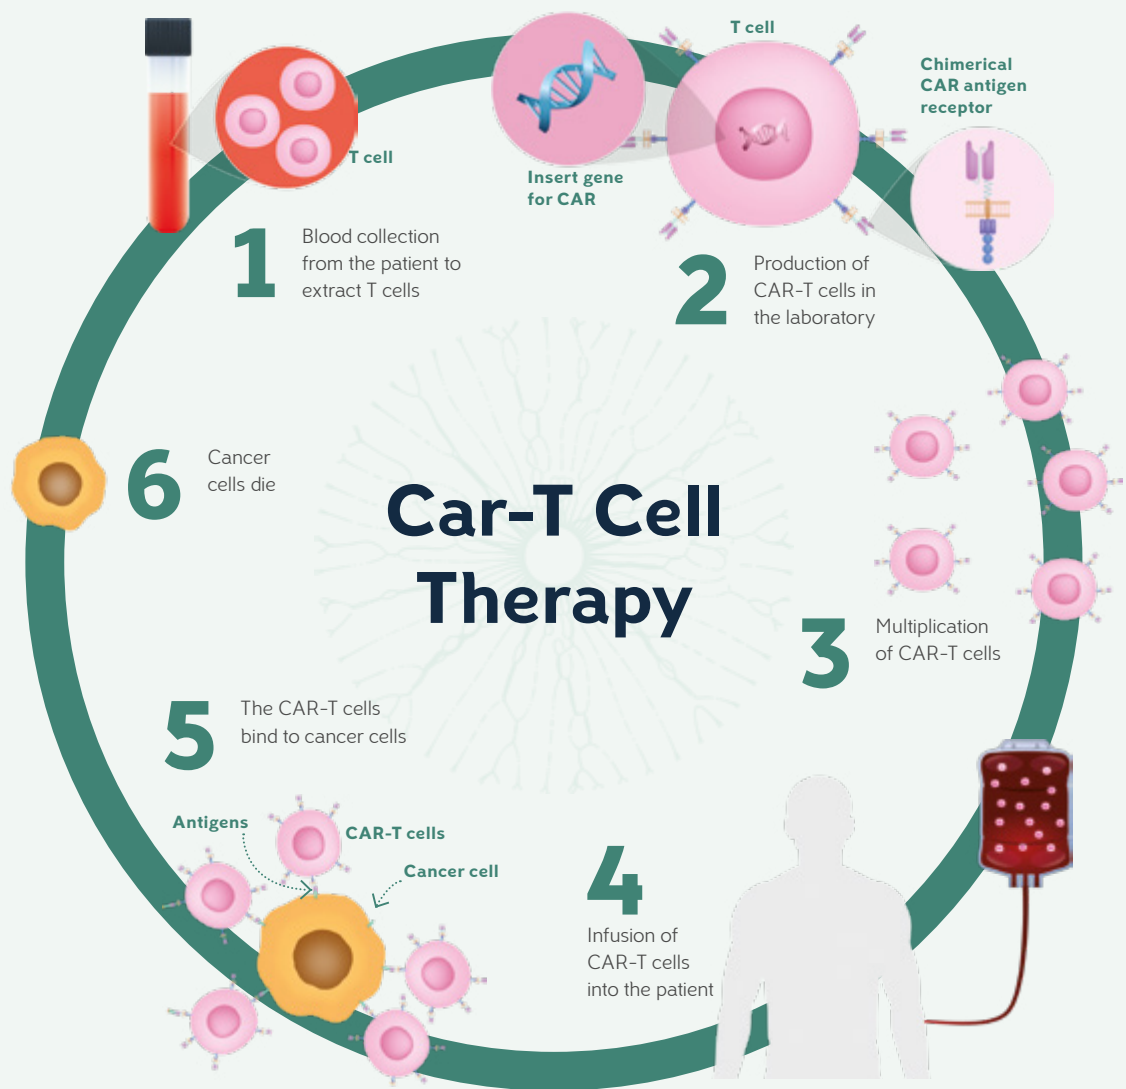 T cell
Chimerical
CAR antigen
receptor
T cell
Insert gene
for CAR
1
Blood collection
from the patient to
extract T cells
2
Production of
CAR-T cells in
the laboratory
6
Cancer
cells die
Car-T Cell
Therapy
3
Multiplication
of CAR-T cells
5
The CAR-T cells
bind to cancer cells
Antigens
CAR-T cells
Cancer cell
4
Infusion of
CAR-T cells
into the patient